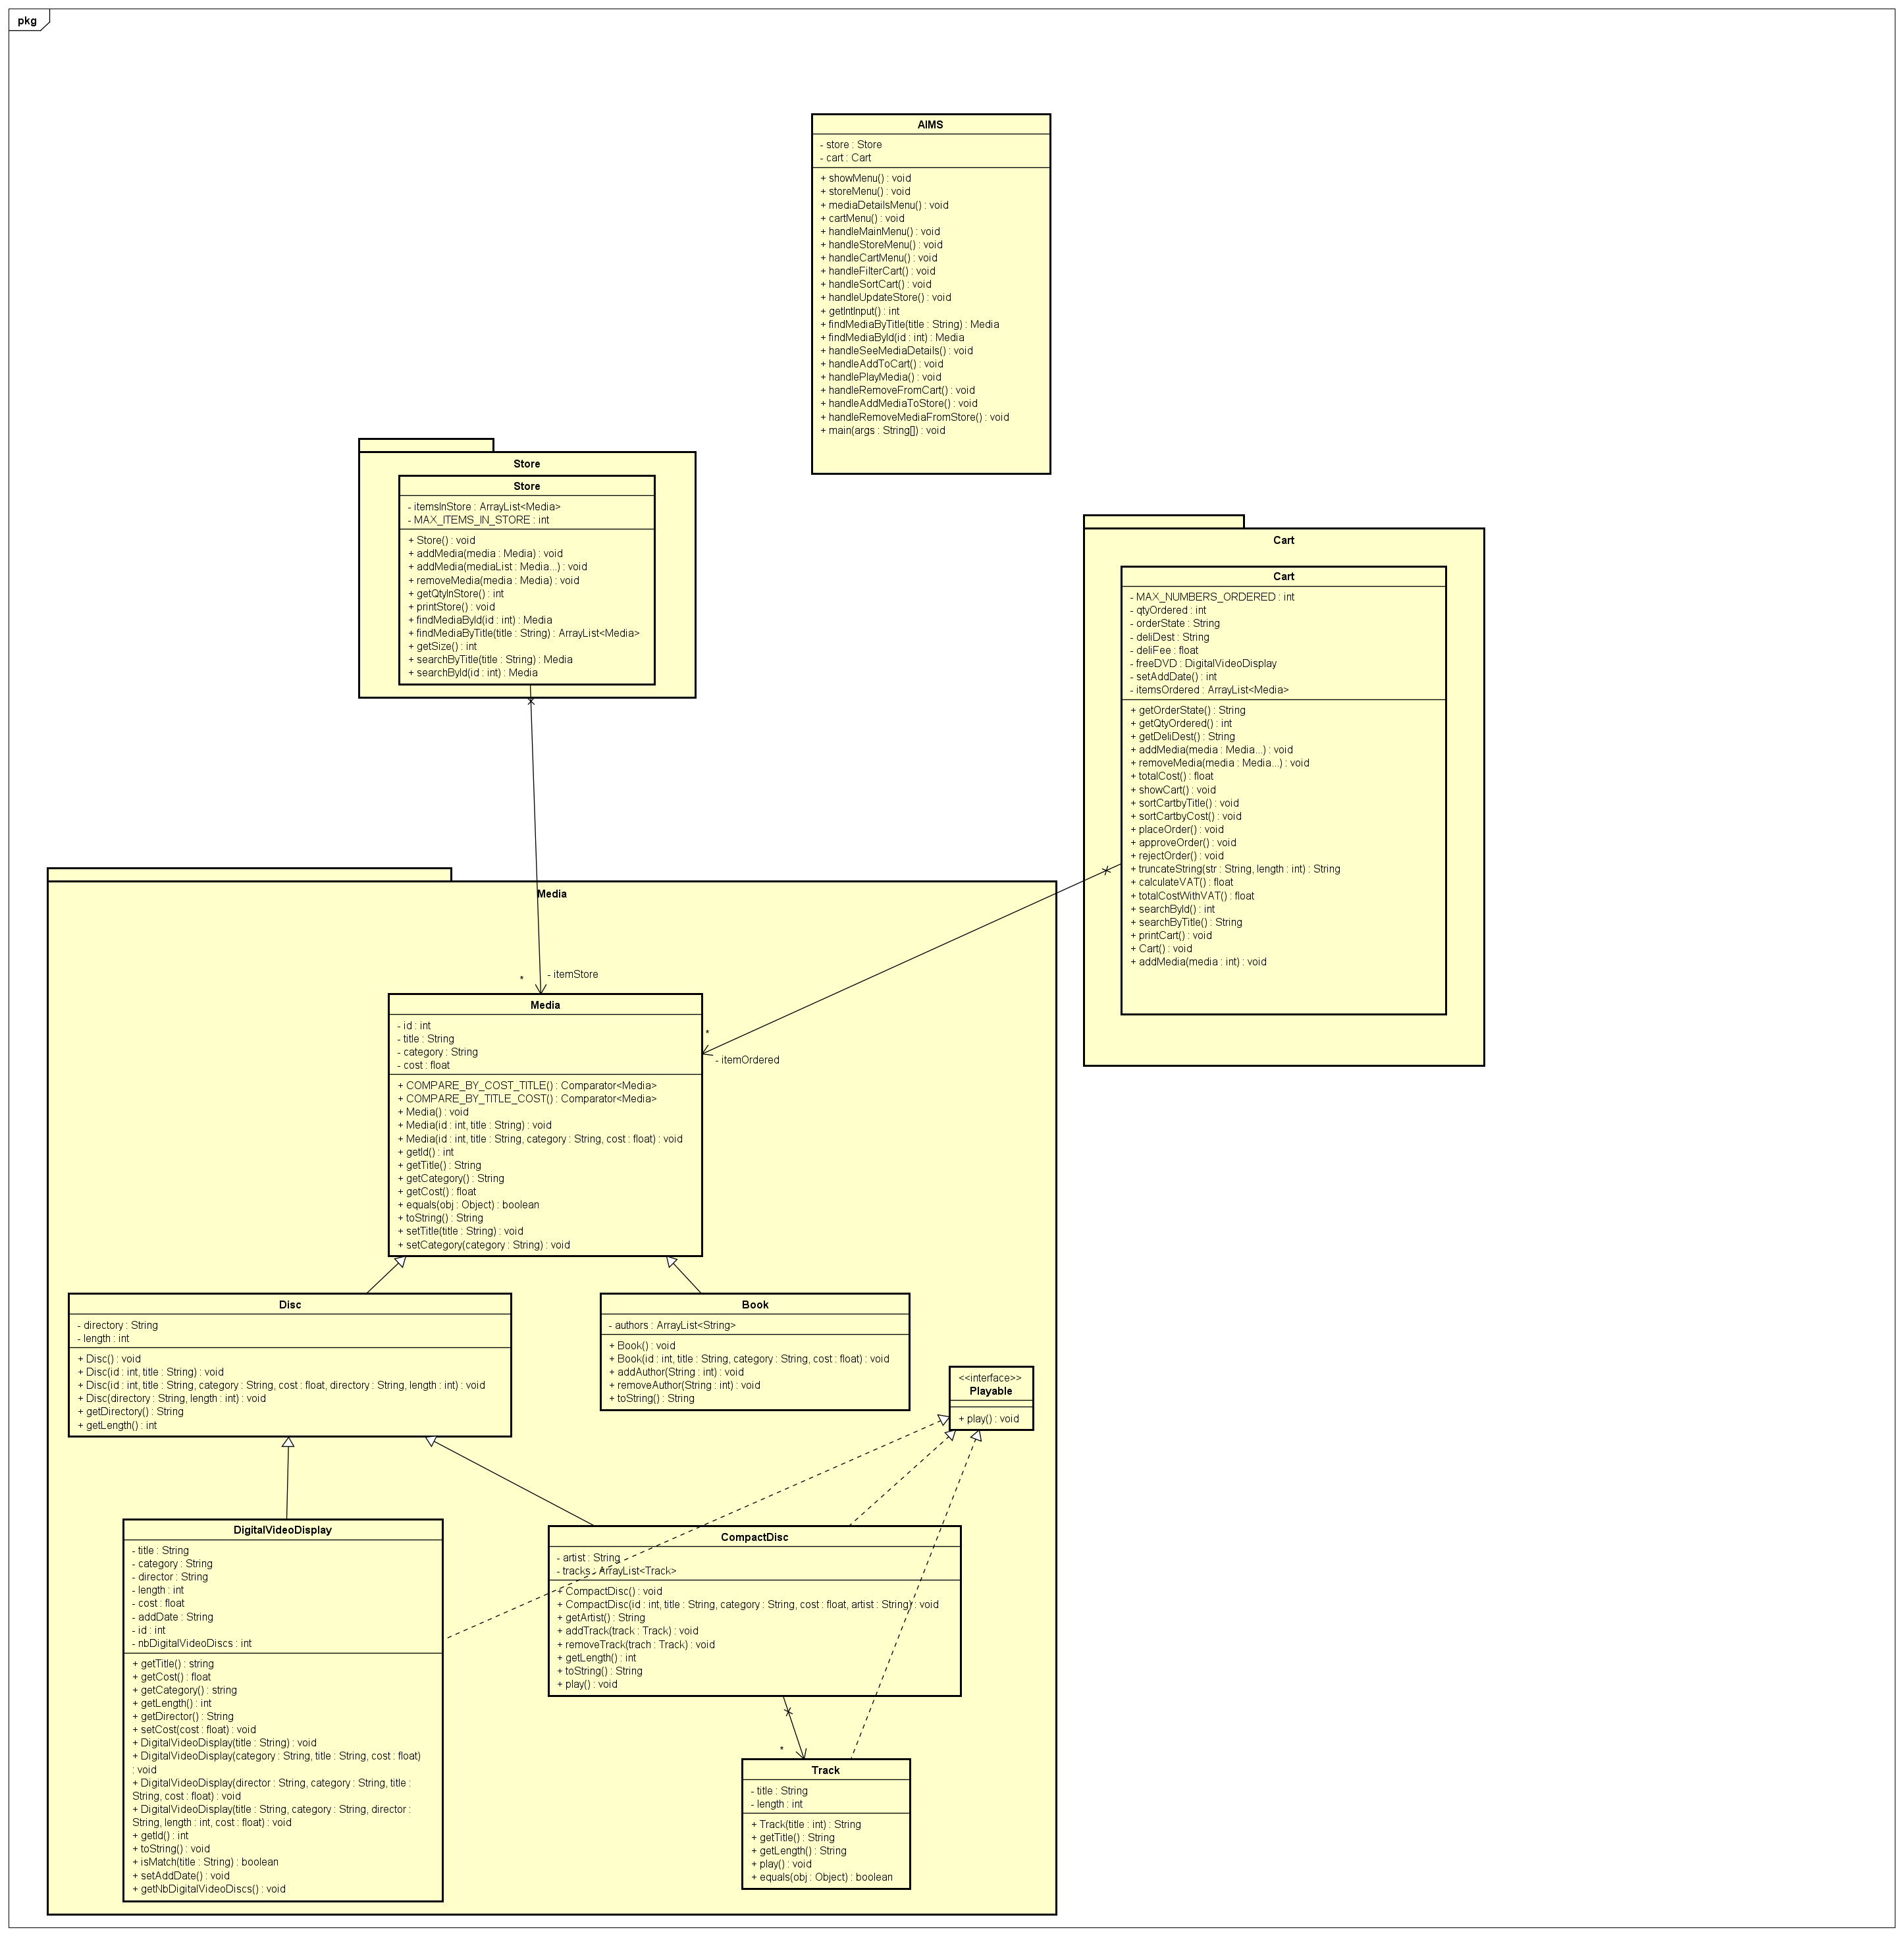 pkg
AIMS
- store : Store
- cart : Cart
+ showMenu() : void
+ storeMenu() : void
+ mediaDetailsMenu() : void
+ cartMenu() : void
+ handleMainMenu() : void
+ handleStoreMenu() : void
+ handleCartMenu() : void
+ handleFilterCart() : void
+ handleSortCart() : void
+ handleUpdateStore() : void
+ getIntInput() : int
+ findMediaByTitle(title : String) : Media
+ findMediaById(id : int) : Media
+ handleSeeMediaDetails() : void
+ handleAddToCart() : void
+ handlePlayMedia() : void
+ handleRemoveFromCart() : void
+ handleAddMediaToStore() : void
+ handleRemoveMediaFromStore() : void
+ main(args : String[]) : void
Store
Store
- itemsInStore : ArrayList<Media>
- MAX_ITEMS_IN_STORE : int
+ Store() : void
+ addMedia(media : Media) : void
+ addMedia(mediaList : Media...) : void
+ removeMedia(media : Media) : void
+ getQtyInStore() : int
+ printStore() : void
+ findMediaById(id : int) : Media
+ findMediaByTitle(title : String) : ArrayList<Media>
+ getSize() : int
+ searchByTitle(title : String) : Media
+ searchById(id : int) : Media
Cart
Cart
- MAX_NUMBERS_ORDERED : int
- qtyOrdered : int
- orderState : String
- deliDest : String
- deliFee : float
- freeDVD : DigitalVideoDisplay
- setAddDate() : int
- itemsOrdered : ArrayList<Media>
+ getOrderState() : String
+ getQtyOrdered() : int
+ getDeliDest() : String
+ addMedia(media : Media...) : void
+ removeMedia(media : Media...) : void
+ totalCost() : float
+ showCart() : void
+ sortCartbyTitle() : void
+ sortCartbyCost() : void
+ placeOrder() : void
+ approveOrder() : void
+ rejectOrder() : void
+ truncateString(str : String, length : int) : String
+ calculateVAT() : float
+ totalCostWithVAT() : float
+ searchById() : int
+ searchByTitle() : String
+ printCart() : void
+ Cart() : void
+ addMedia(media : int) : void
Media
* - itemStore
*
- itemOrdered
Media
- id : int
- title : String
- category : String
- cost : float
+ COMPARE_BY_COST_TITLE() : Comparator<Media>
+ COMPARE_BY_TITLE_COST() : Comparator<Media>
+ Media() : void
+ Media(id : int, title : String) : void
+ Media(id : int, title : String, category : String, cost : float) : void
+ getId() : int
+ getTitle() : String
+ getCategory() : String
+ getCost() : float
+ equals(obj : Object) : boolean
+ toString() : String
+ setTitle(title : String) : void
+ setCategory(category : String) : void
Disc
- directory : String
- length : int
+ Disc() : void
+ Disc(id : int, title : String) : void
+ Disc(id : int, title : String, category : String, cost : float, directory : String, length : int) : void
+ Disc(directory : String, length : int) : void
+ getDirectory() : String
+ getLength() : int
Book
- authors : ArrayList<String>
+ Book() : void
+ Book(id : int, title : String, category : String, cost : float) : void
+ addAuthor(String : int) : void
+ removeAuthor(String : int) : void
+ toString() : String
<<interface>>
Playable
+ play() : void
DigitalVideoDisplay
- title : String
- category : String
- director : String
- length : int
- cost : float
- addDate : String
- id : int
- nbDigitalVideoDiscs : int
+ getTitle() : string
+ getCost() : float
+ getCategory() : string
+ getLength() : int
+ getDirector() : String
+ setCost(cost : float) : void
+ DigitalVideoDisplay(title : String) : void
+ DigitalVideoDisplay(category : String, title : String, cost : float)
: void
+ DigitalVideoDisplay(director : String, category : String, title :
String, cost : float) : void
+ DigitalVideoDisplay(title : String, category : String, director :
String, length : int, cost : float) : void
+ getId() : int
+ toString() : void
+ isMatch(title : String) : boolean
+ setAddDate() : void
+ getNbDigitalVideoDiscs() : void
CompactDisc
- artist : String
- tracks : ArrayList<Track>
+ CompactDisc() : void
+ CompactDisc(id : int, title : String, category : String, cost : float, artist : String) : void
+ getArtist() : String
+ addTrack(track : Track) : void
+ removeTrack(trach : Track) : void
+ getLength() : int
+ toString() : String
+ play() : void
*
Track
- title : String
- length : int
+ Track(title : int) : String
+ getTitle() : String
+ getLength() : String
+ play() : void
+ equals(obj : Object) : boolean